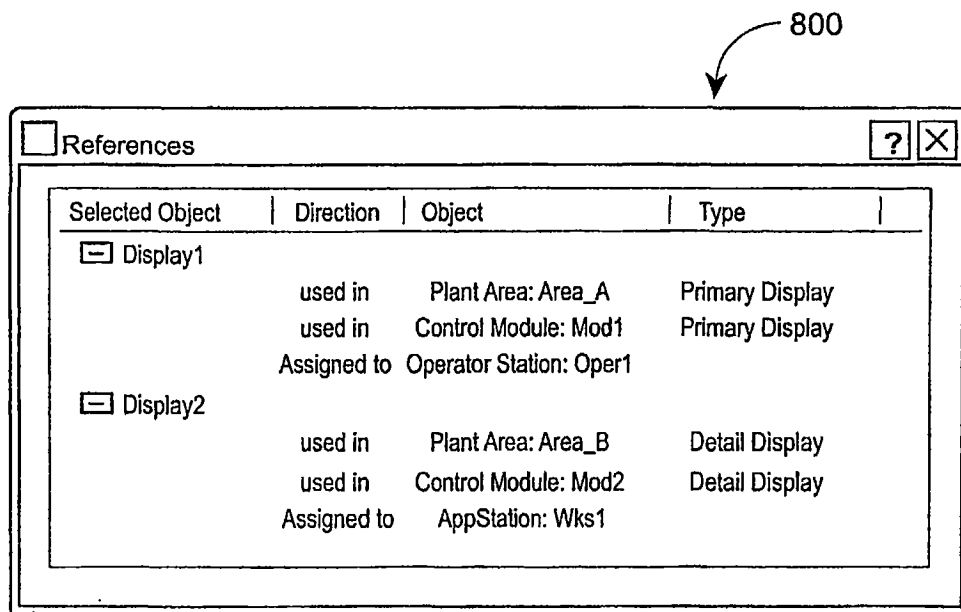 800
References ? X
Selected Object | Direction | Object | Type |
Display1
used in Plant Area: Area_A Primary Display
used in Control Module: Mod1 Primary Display
Assigned to Operator Station: Oper1
Display2
used in Plant Area: Area_B Detail Display
used in Control Module: Mod2 Detail Display
Assigned to AppStation: Wks1